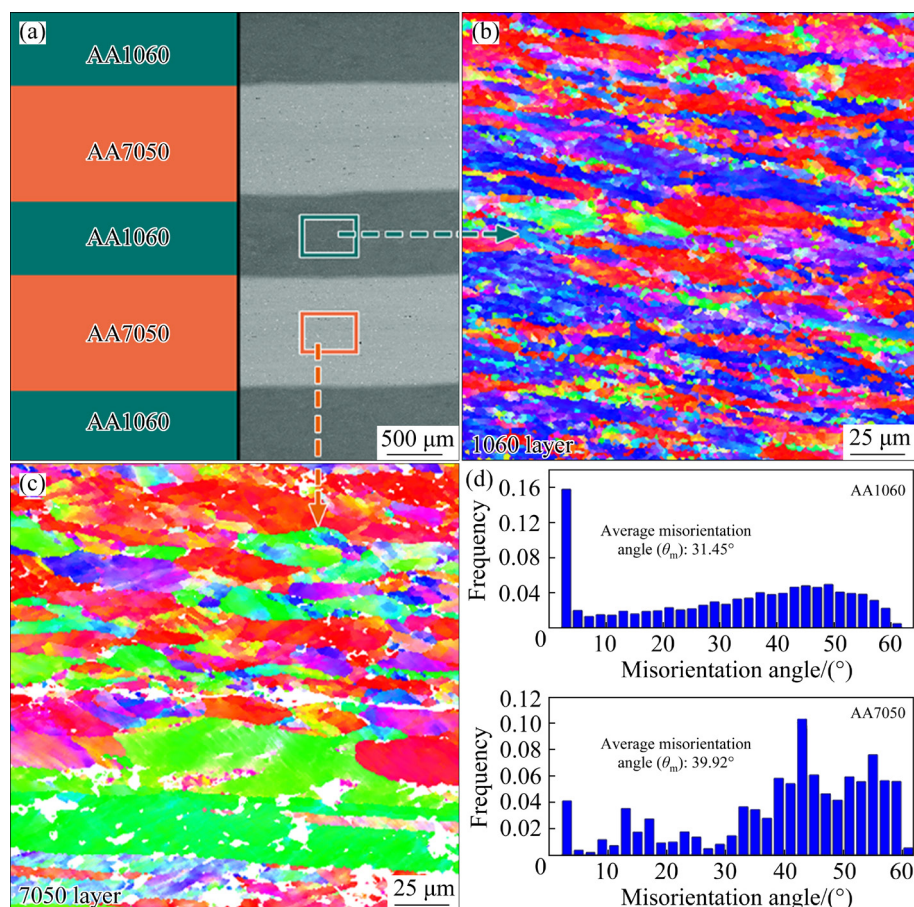 (a)
AA1060
AA7050
AA1060
AA7050
AA1060
500 μm
(b)
1060 layer
25 μm
(c)
7050 layer
25 μm
(d)
AA1060
Average misorientation
angle (θm): 31.45°
Frequency
0.16
0.12
0.08
0.04
0 10 20 30 40 50 60
Misorientation angle/(°)
AA7050
Average misorientation
angle (θm): 39.92°
Frequency
0.12
0.10
0.08
0.06
0.04
0.02
0 10 20 30 40 50 60
Misorientation angle/(°)